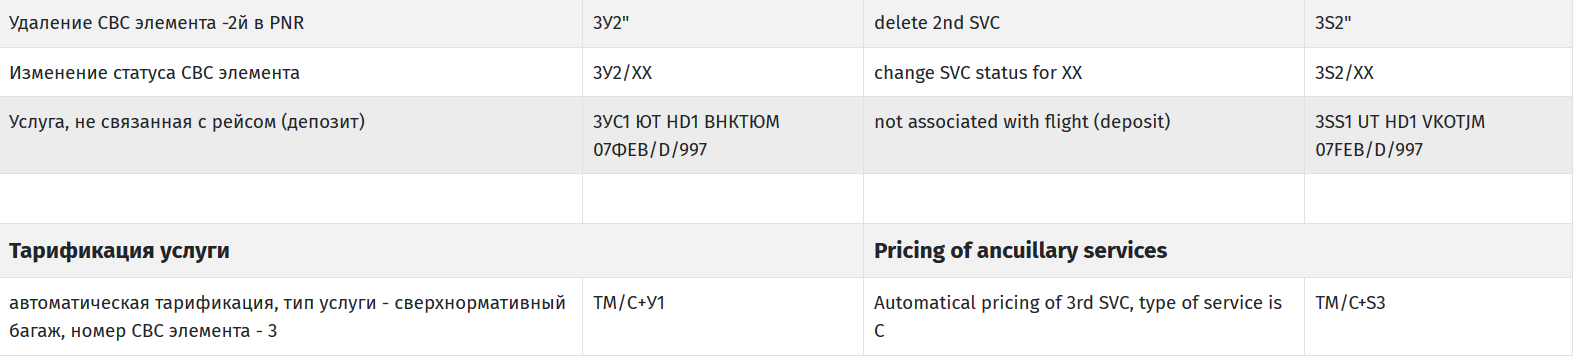 Удаление СВС элемента -2й в PNR
3У2"
delete 2nd SVC
3S2"
Изменение статуса СВС элемента
3У2/XX
change SVC status for XX
3S2/XX
Услуга, не связанная с рейсом (депозит)
3УС1 ЮТ HD1 ВНКТЮМ
07ФЕВ/D/997
not associated with flight (deposit)
3SS1 UT HD1 VKOTJM
07FEB/D/997
Тарификация услуги
Pricing of ancuillary services
автоматическая тарификация, тип услуги - сверхнормативный
багаж, номер СВС элемента - 3
ТМ/С+У1
Automatical pricing of 3rd SVC, type of service is
C
TM/C+S3